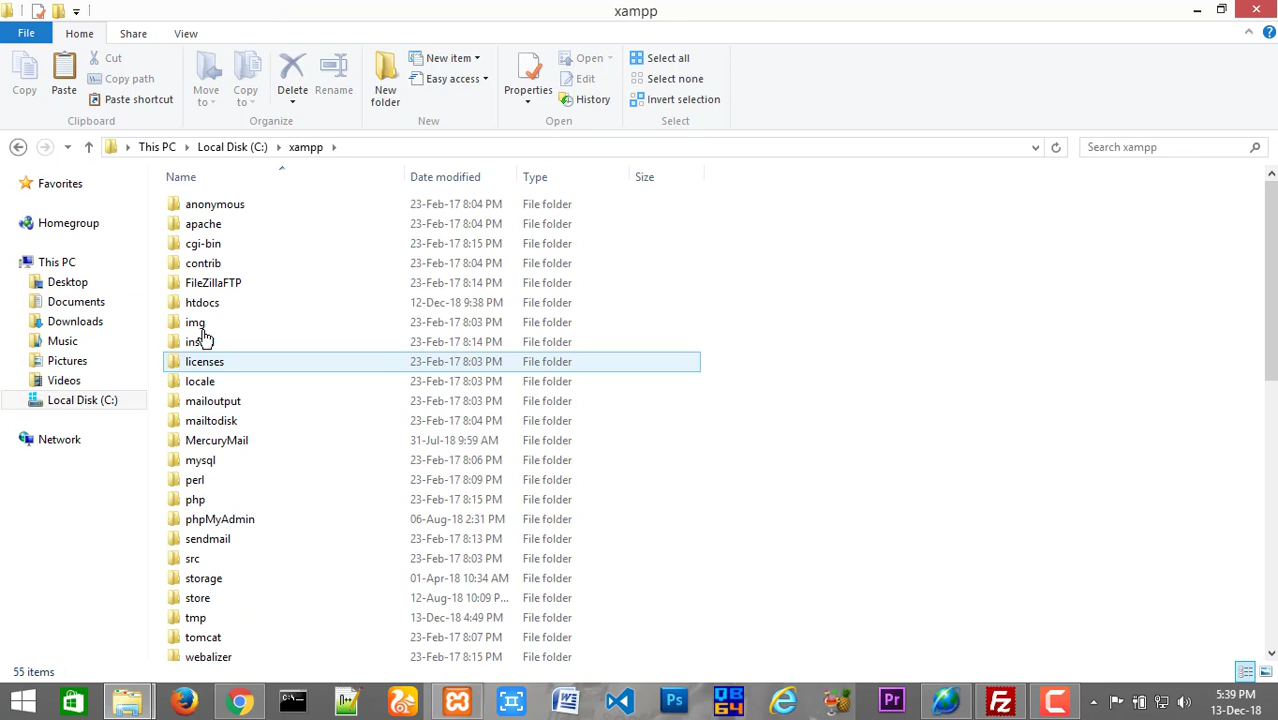 xampp
File Home Share View
Copy
Paste
Cut
Copy path
Paste shortcut
Clipboard
Move to
Copy to
Delete
Rename
Organize
New folder
New item
Easy access
New
Properties
Open
Edit
History
Open
Select all
Select none
Invert selection
Select
This PC Local Disk (C:) xampp
Search xampp
Favorites
Homegroup
This PC
Desktop
Documents
Downloads
Music
Pictures
Videos
Local Disk (C:)
Network
Name Date modified Type Size
anonymous 23-Feb-17 8:04 PM File folder
apache 23-Feb-17 8:04 PM File folder
cgi-bin 23-Feb-17 8:15 PM File folder
contrib 23-Feb-17 8:04 PM File folder
FileZillaFTP 23-Feb-17 8:14 PM File folder
htdocs 12-Dec-18 9:38 PM File folder
img 23-Feb-17 8:03 PM File folder
23-Feb-17 8:14 PM File folder
licenses 23-Feb-17 8:03 PM File folder
locale 23-Feb-17 8:03 PM File folder
mailoutput 23-Feb-17 8:03 PM File folder
mailtodisk 23-Feb-17 8:04 PM File folder
MercuryMail 31-Jul-18 9:59 AM File folder
mysql 23-Feb-17 8:06 PM File folder
perl 23-Feb-17 8:09 PM File folder
php 23-Feb-17 8:15 PM File folder
phpMyAdmin 06-Aug-18 2:31 PM File folder
sendmail 23-Feb-17 8:13 PM File folder
src 23-Feb-17 8:03 PM File folder
storage 01-Apr-18 10:34 AM File folder
store 12-Aug-18 10:09 P... File folder
tmp 13-Dec-18 4:49 PM File folder
tomcat 23-Feb-17 8:07 PM File folder
webalizer 23-Feb-17 8:15 PM File folder
55 items
Ps
QB
64
Pr
5:39 PM
13-Dec-18